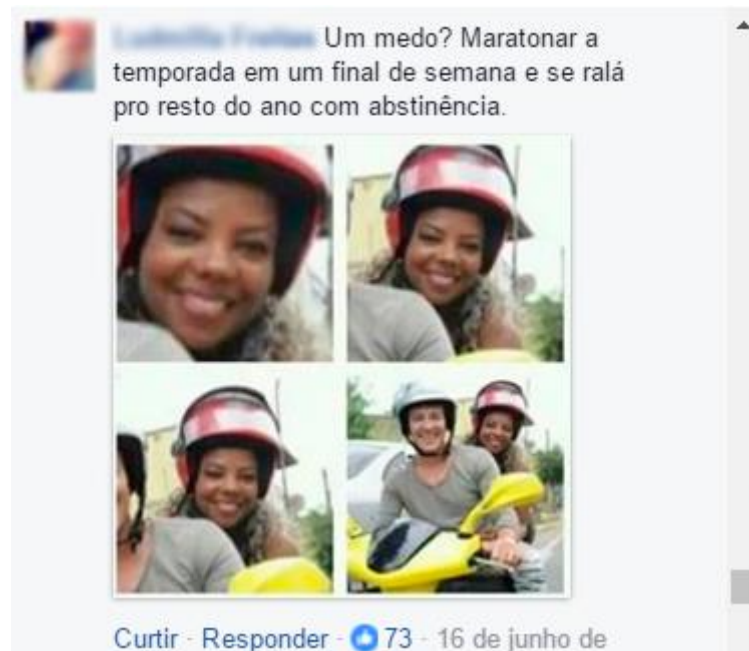 Um medo? Maratonar a
temporada em um final de semana e se ralá
pro resto do ano com abstinência.
Curtir · Responder · 73 · 16 de junho de